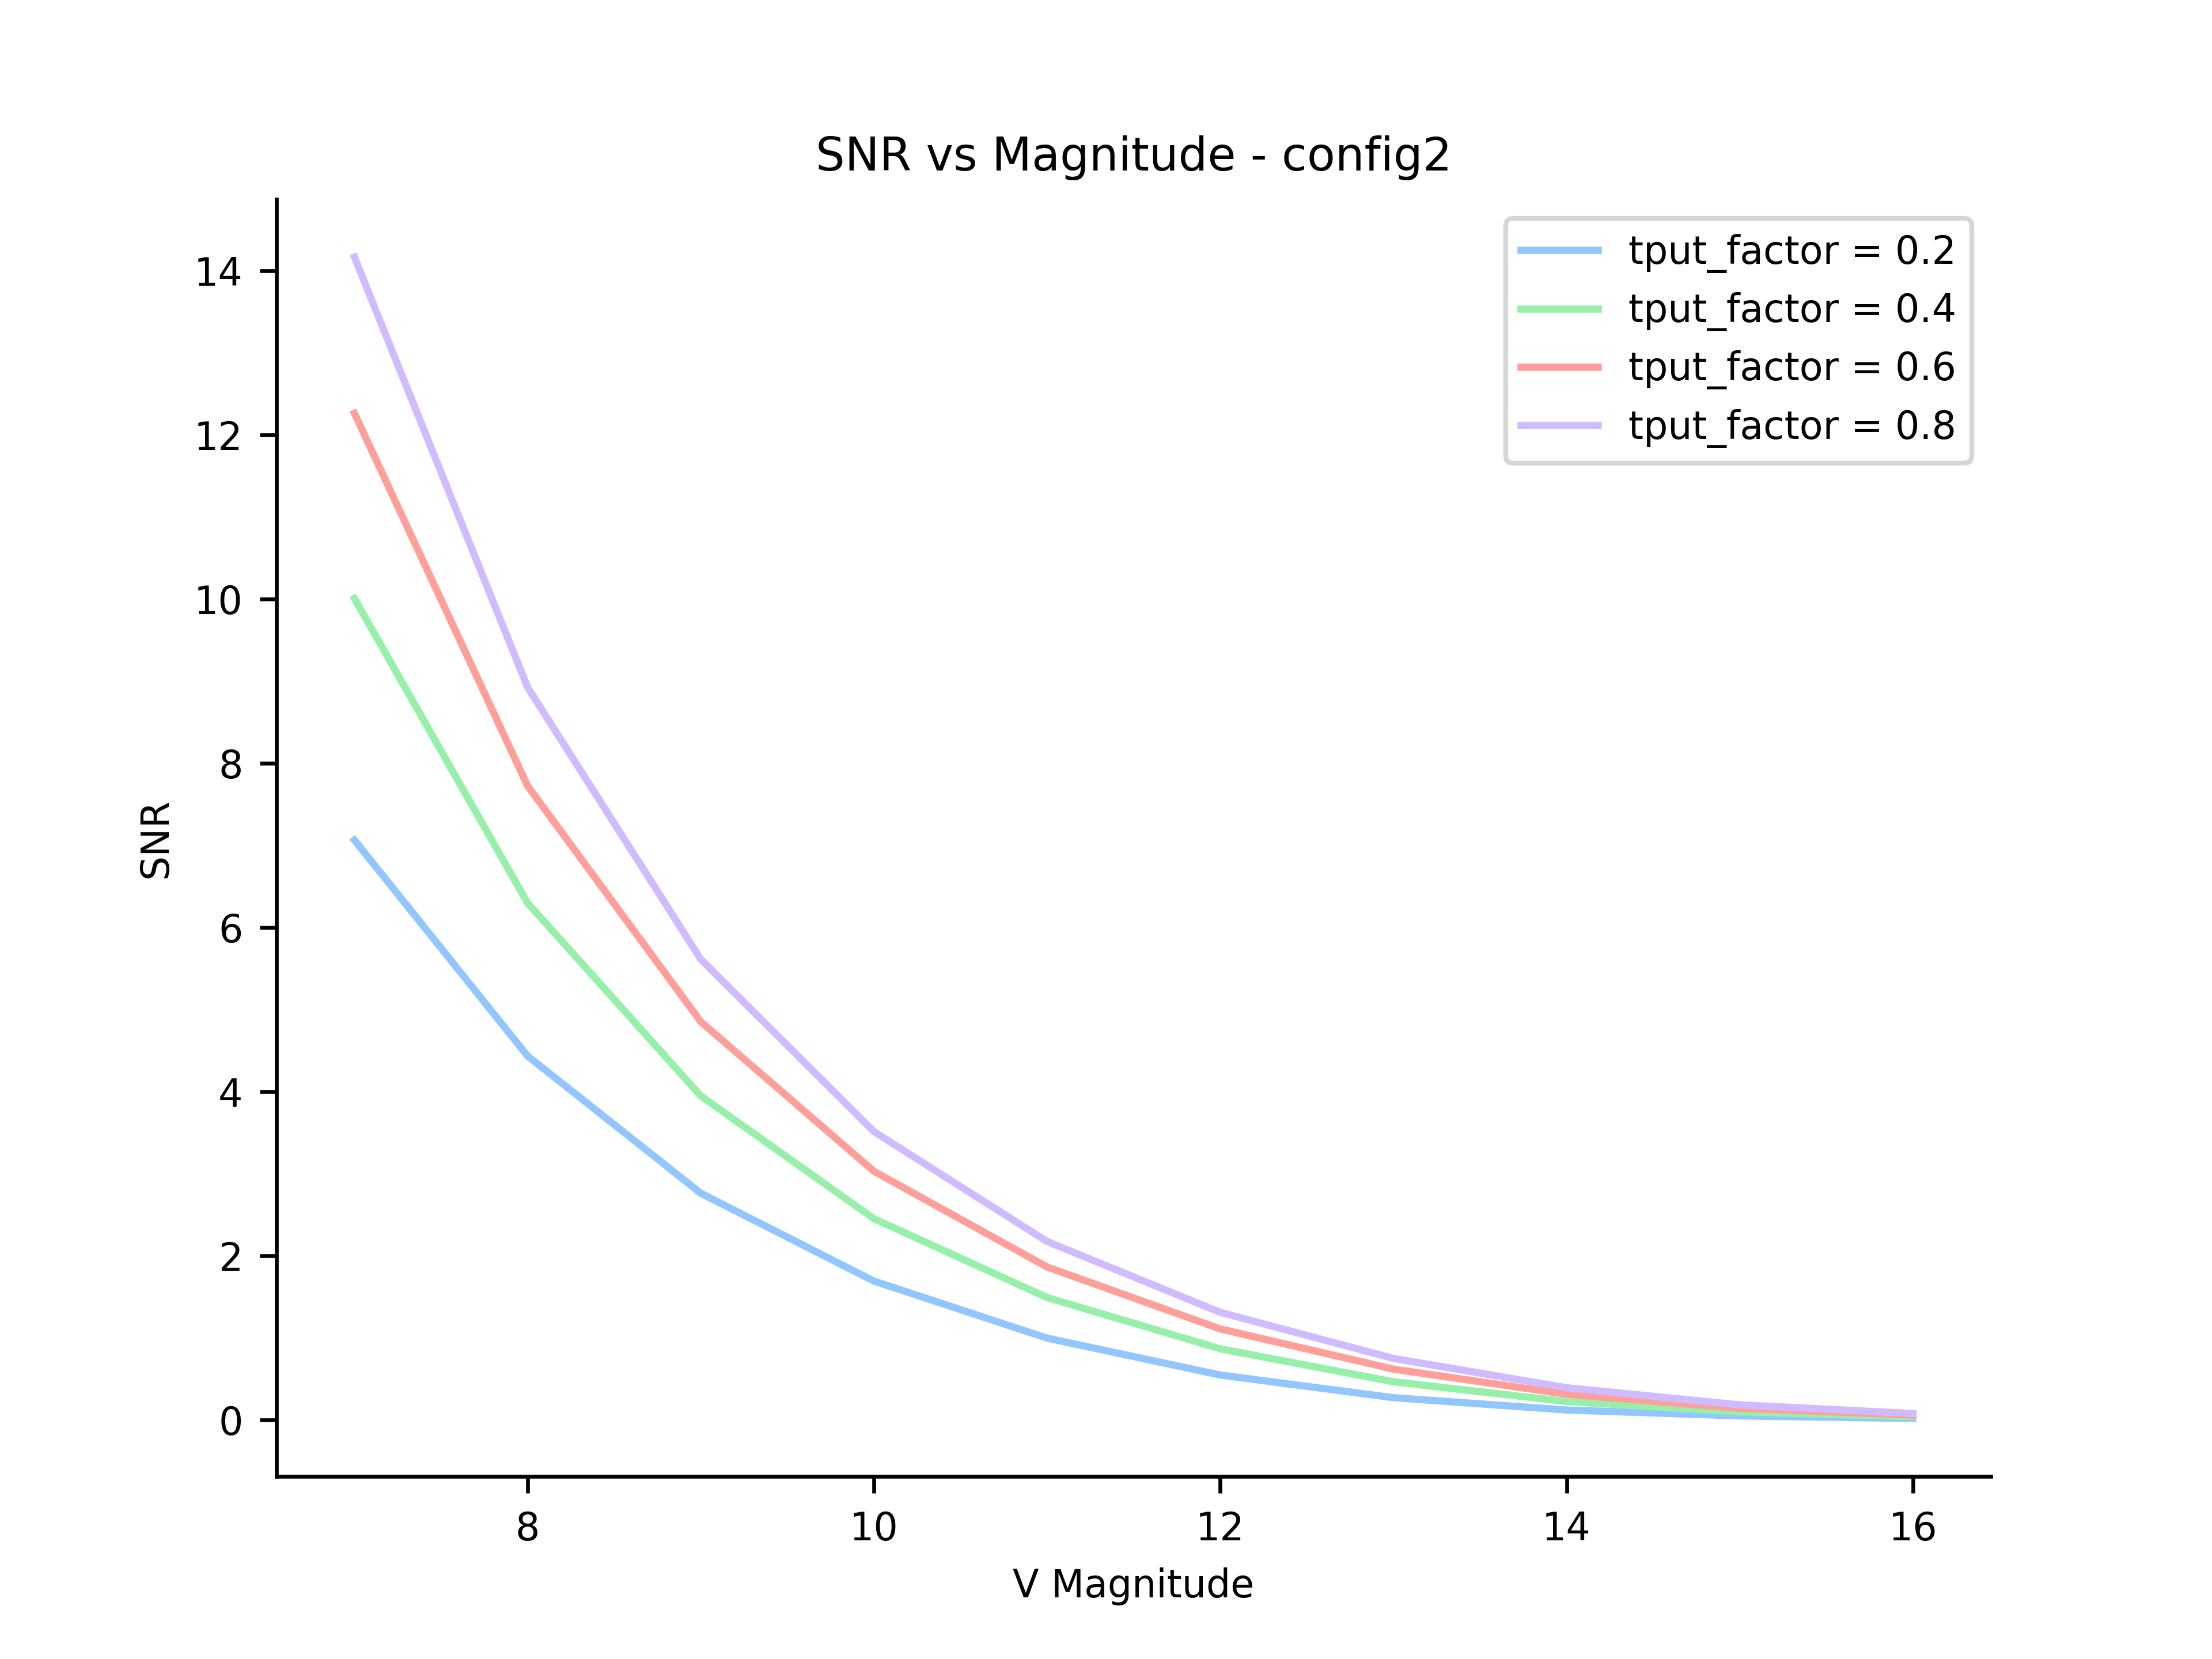 SNR vs Magnitude - config2
tput_factor = 0.2
tput_factor = 0.4
tput_factor = 0.6
tput_factor = 0.8
14
12
10
8
6
4
2
0
SNR
8 10 12 14 16
V Magnitude